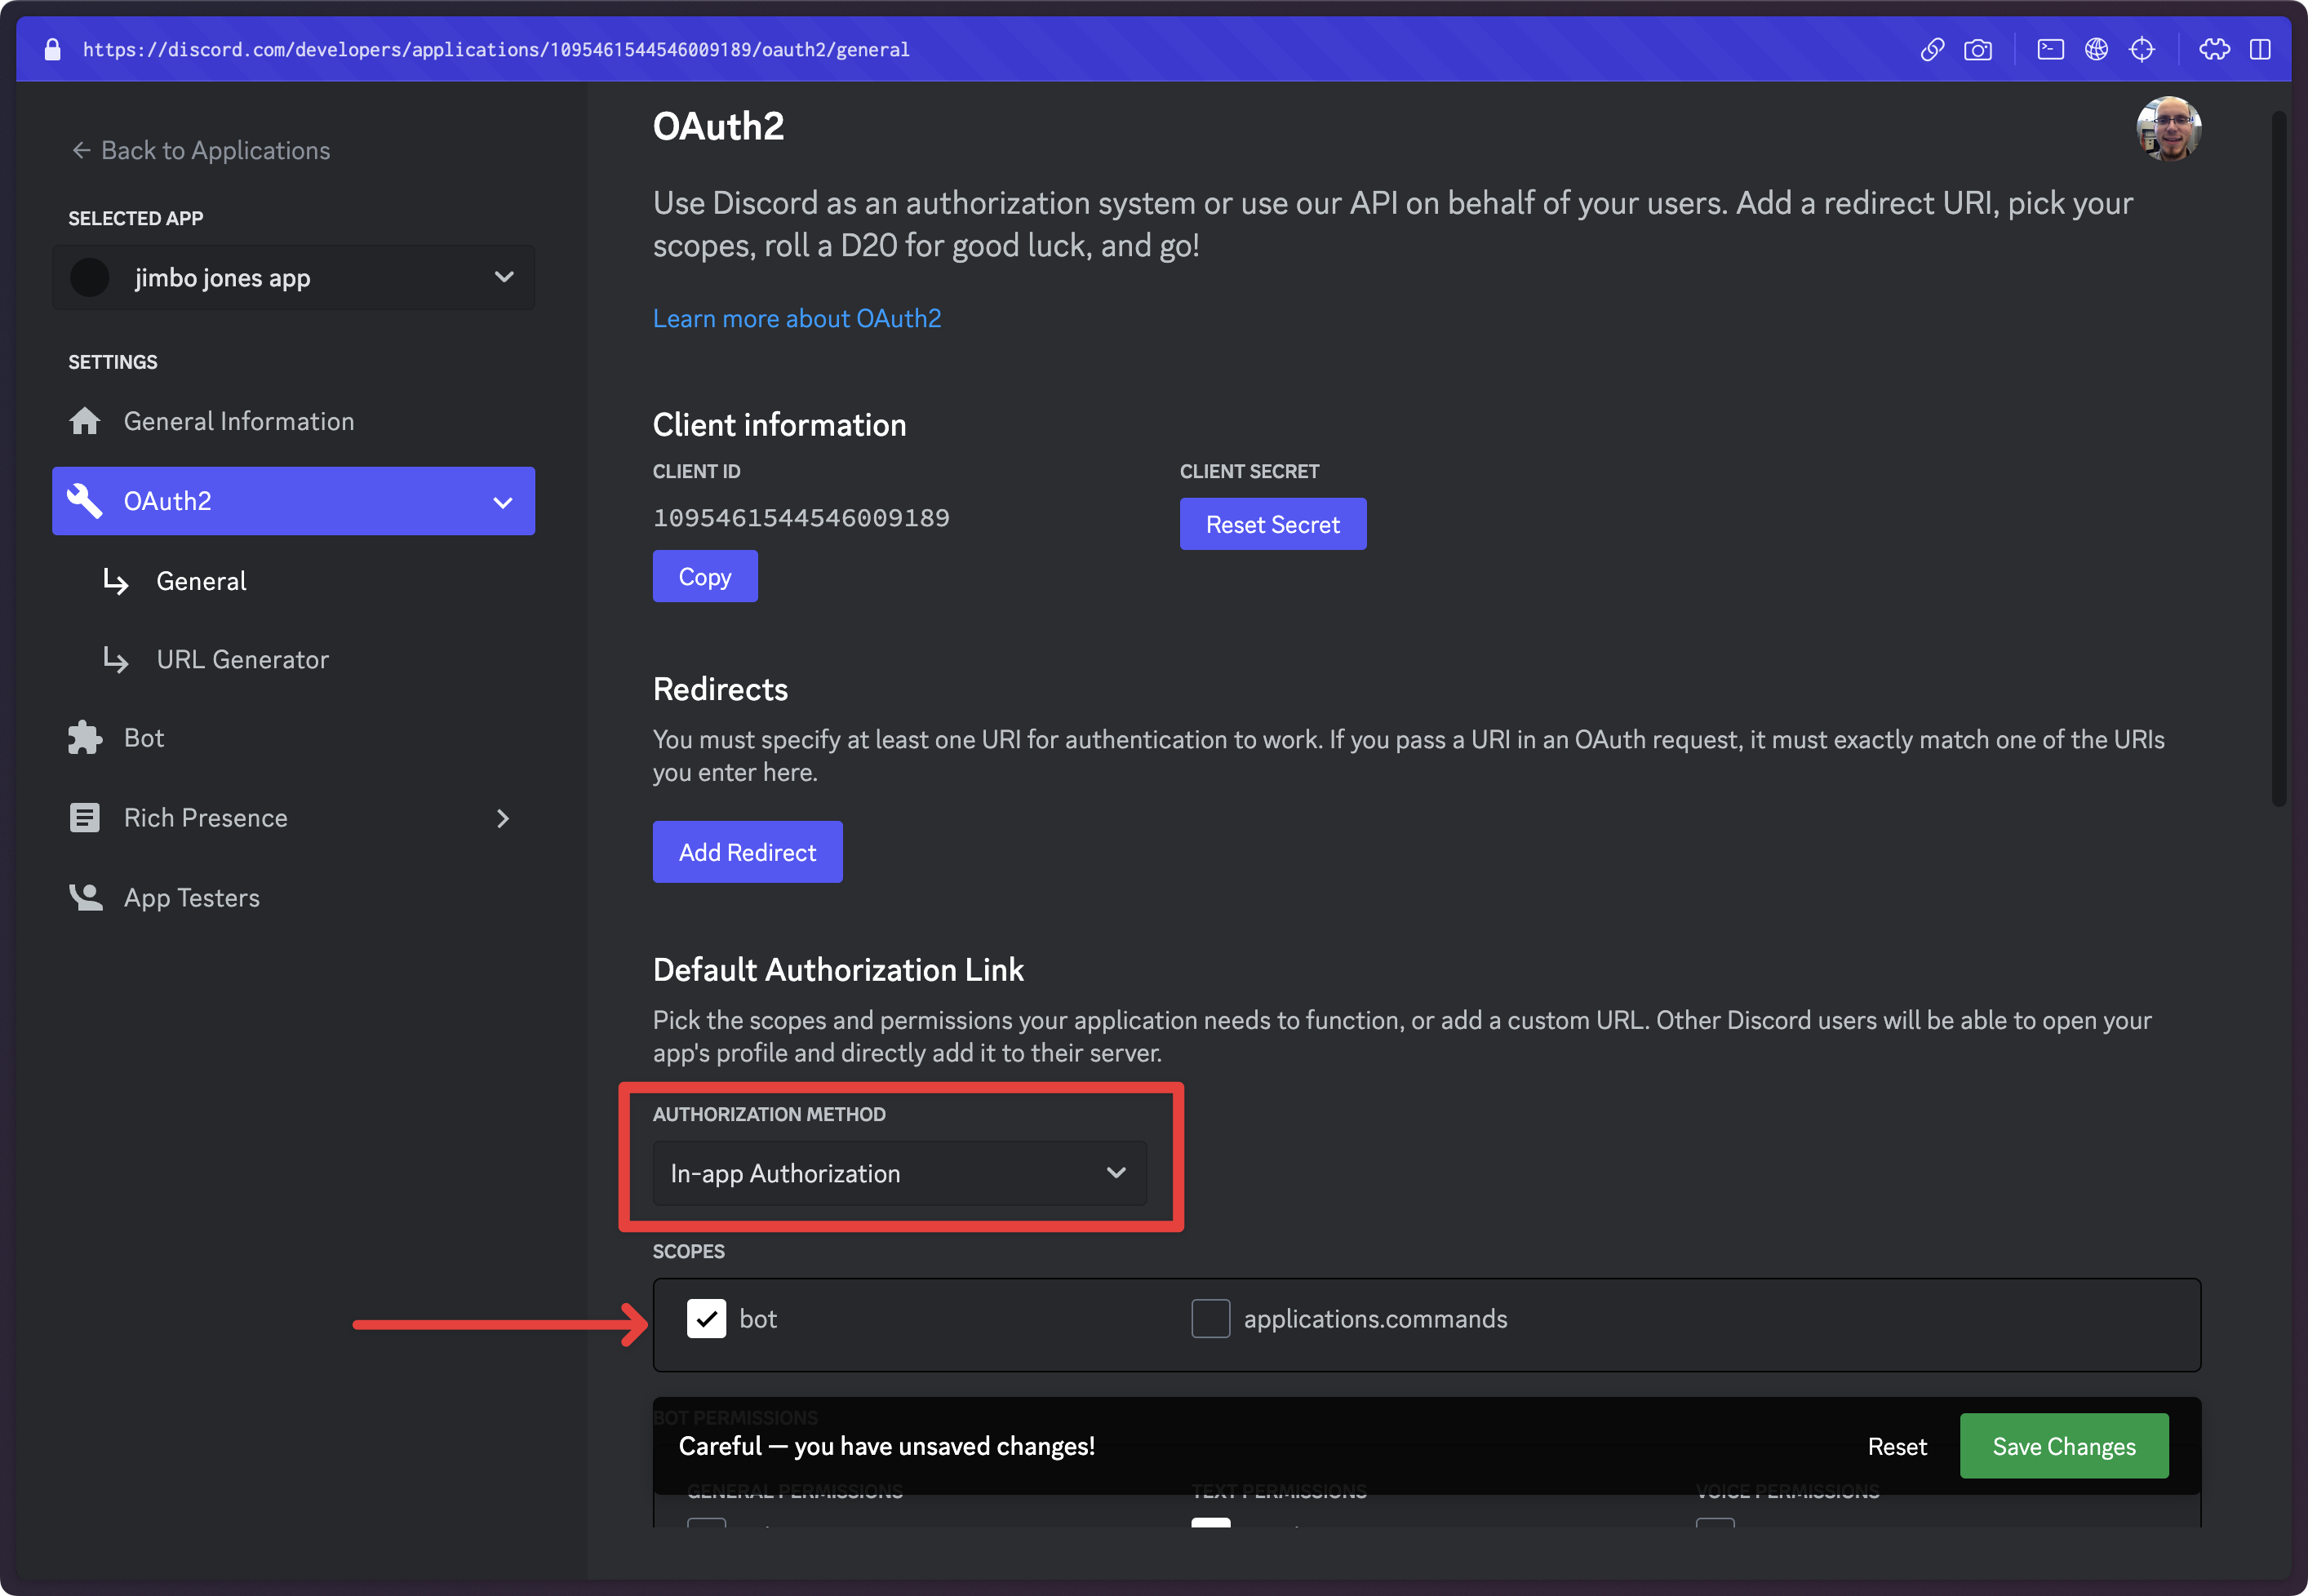 https://discord.com/developers/applications/1095461544546009189/oauth2/general
← Back to Applications
SELECTED APP
jimbo jones app
SETTINGS
General Information
OAuth2
General
URL Generator
Bot
Rich Presence
App Testers
OAuth2
Use Discord as an authorization system or use our API on behalf of your users. Add a redirect URI, pick your
scopes, roll a D20 for good luck, and go!
Learn more about OAuth2
Client information
CLIENT ID
1095461544546009189
Copy
CLIENT SECRET
Reset Secret
Redirects
You must specify at least one URI for authentication to work. If you pass a URI in an OAuth request, it must exactly match one of the URIs
you enter here.
Add Redirect
Default Authorization Link
Pick the scopes and permissions your application needs to function, or add a custom URL. Other Discord users will be able to open your
app's profile and directly add it to their server.
AUTHORIZATION METHOD
In-app Authorization
SCOPES
bot
applications.commands
BOT PERMISSIONS
Careful — you have unsaved changes!
Reset
Save Changes
GENERAL PERMISSIONS
TEXT PERMISSIONS
VOICE PERMISSIONS